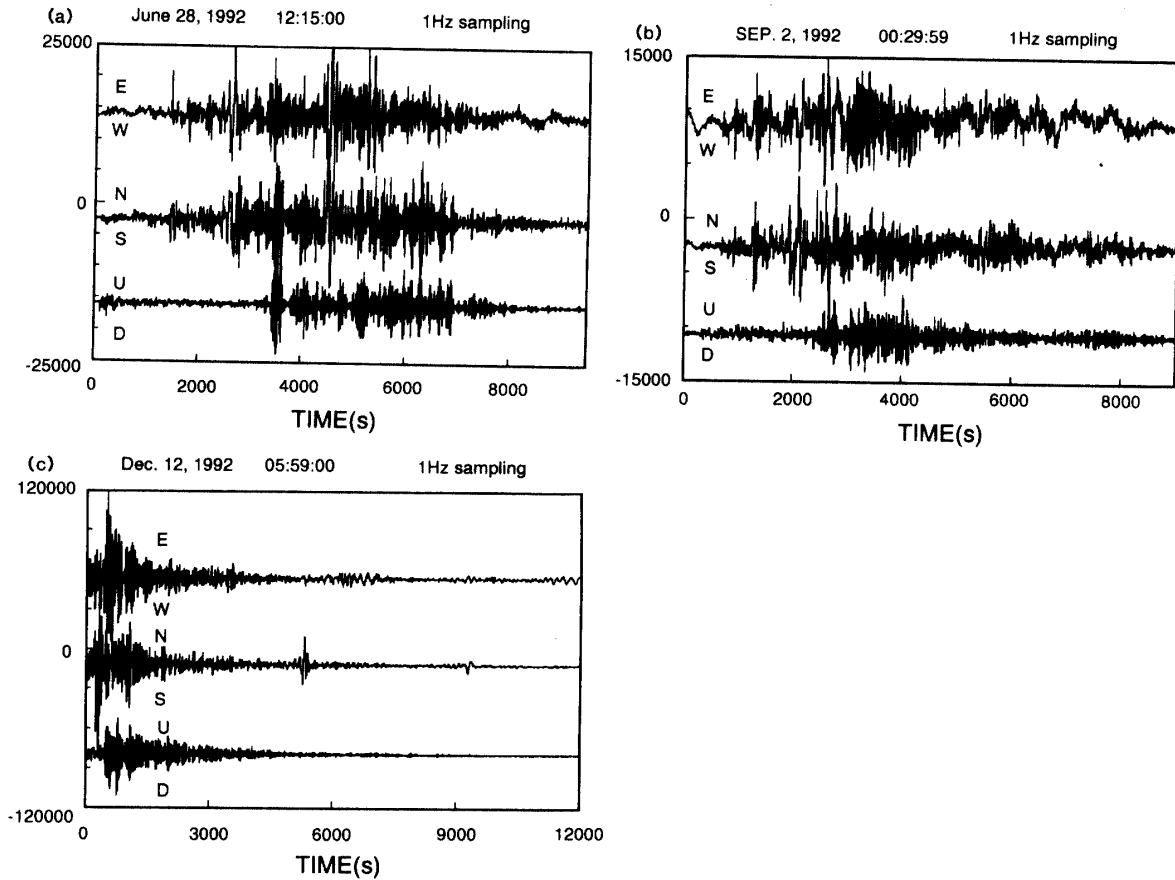 (a) June 28, 1992 12:15:00 1Hz sampling
25000
E
W
N
0
S
U
D
-25000
0 2000 4000 6000 8000
TIME(s)
(b) SEP. 2, 1992 00:29:59 1Hz sampling
15000
E
W
0
N
S
U
D
-15000
0 2000 4000 6000 8000
TIME(s)
(c) Dec. 12, 1992 05:59:00 1Hz sampling
120000
E
W
N
0
S
U
D
-120000
0 3000 6000 9000 12000
TIME(s)